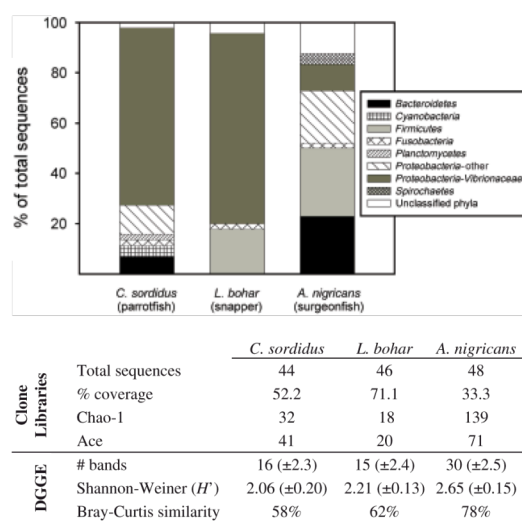 100
80
60
40
20
% of total sequences
Bacteroidetes
Cyanobacteria
Firmicutes
Fusobacteria
Planctomycetes
Proteobacteria-other
Proteobacteria-Vibrionaceae
Spirochaetes
Unclassified phyla
C. sordidus L. bohar A. nigricans
(parrotfish) (snapper) (surgeonfish)
C. sordidus L. bohar A. nigricans
Clone Libraries
Total sequences 44 46 48
% coverage 52.2 71.1 33.3
Chao-1 32 18 139
Ace 41 20 71
DGGE
# bands 16 (±2.3) 15 (±2.4) 30 (±2.5)
Shannon-Weiner (H') 2.06 (±0.20) 2.21 (±0.13) 2.65 (±0.15)
Bray-Curtis similarity 58% 62% 78%